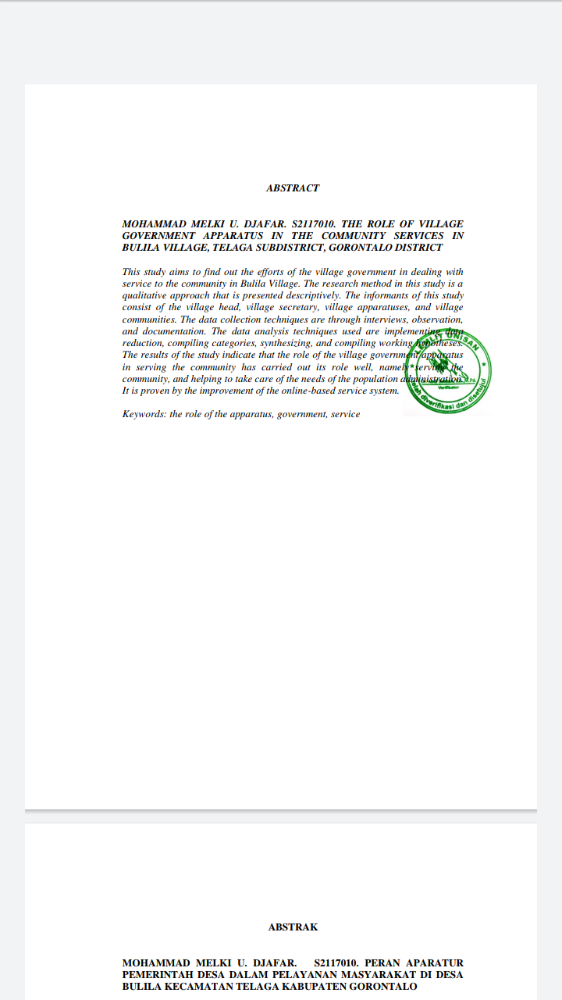 ABSTRACT
MOHAMMAD MELKI U. DJAFAR. S2117010. THE ROLE OF VILLAGE
GOVERNMENT APPARATUS IN THE COMMUNITY SERVICES IN
BULILA VILLAGE, TELAGA SUBDISTRICT, GORONTALO DISTRICT
This study aims to find out the efforts of the village government in dealing with
service to the community in Bulila Village. The research method in this study is a
qualitative approach that is presented descriptively. The informants of this study
consist of the village head, village secretary, village apparatuses, and village
communities. The data collection techniques are through interviews, observation,
and documentation. The data analysis techniques used are implementing data
reduction, compiling categories, synthesizing, and compiling working hypotheses.
The results of the study indicate that the role of the village government apparatus
in serving the community has carried out its role well, namely serving the
community, and helping to take care of the needs of the population administration.
It is proven by the improvement of the online-based service system.
Keywords: the role of the apparatus, government, service
LEMLIT UNISAN
Verifikator
telah diverifikasi dan disetujui
ABSTRAK
MOHAMMAD MELKI U. DJAFAR. S2117010. PERAN APARATUR
PEMERINTAH DESA DALAM PELAYANAN MASYARAKAT DI DESA
BULILA KECAMATAN TELAGA KABUPATEN GORONTALO